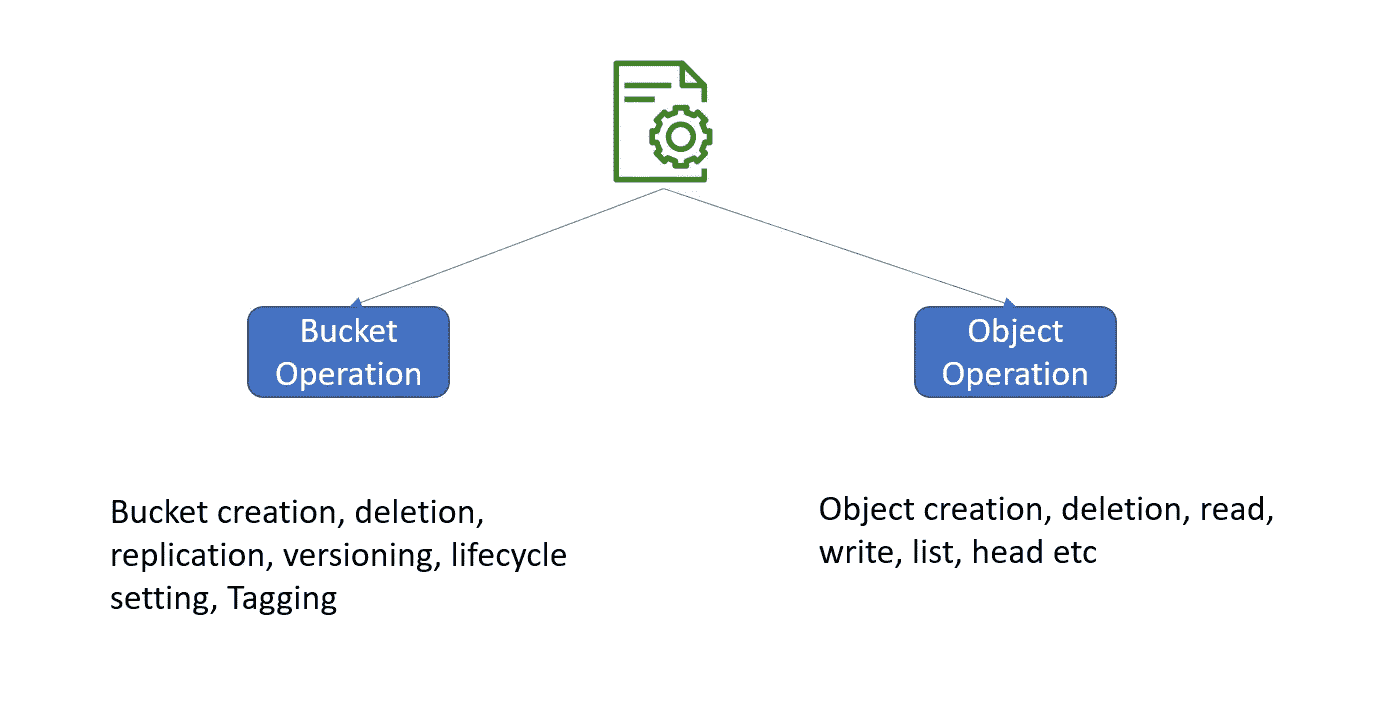 Bucket
Operation
Object
Operation
Bucket creation, deletion,
replication, versioning, lifecycle
setting, Tagging
Object creation, deletion, read,
write, list, head etc